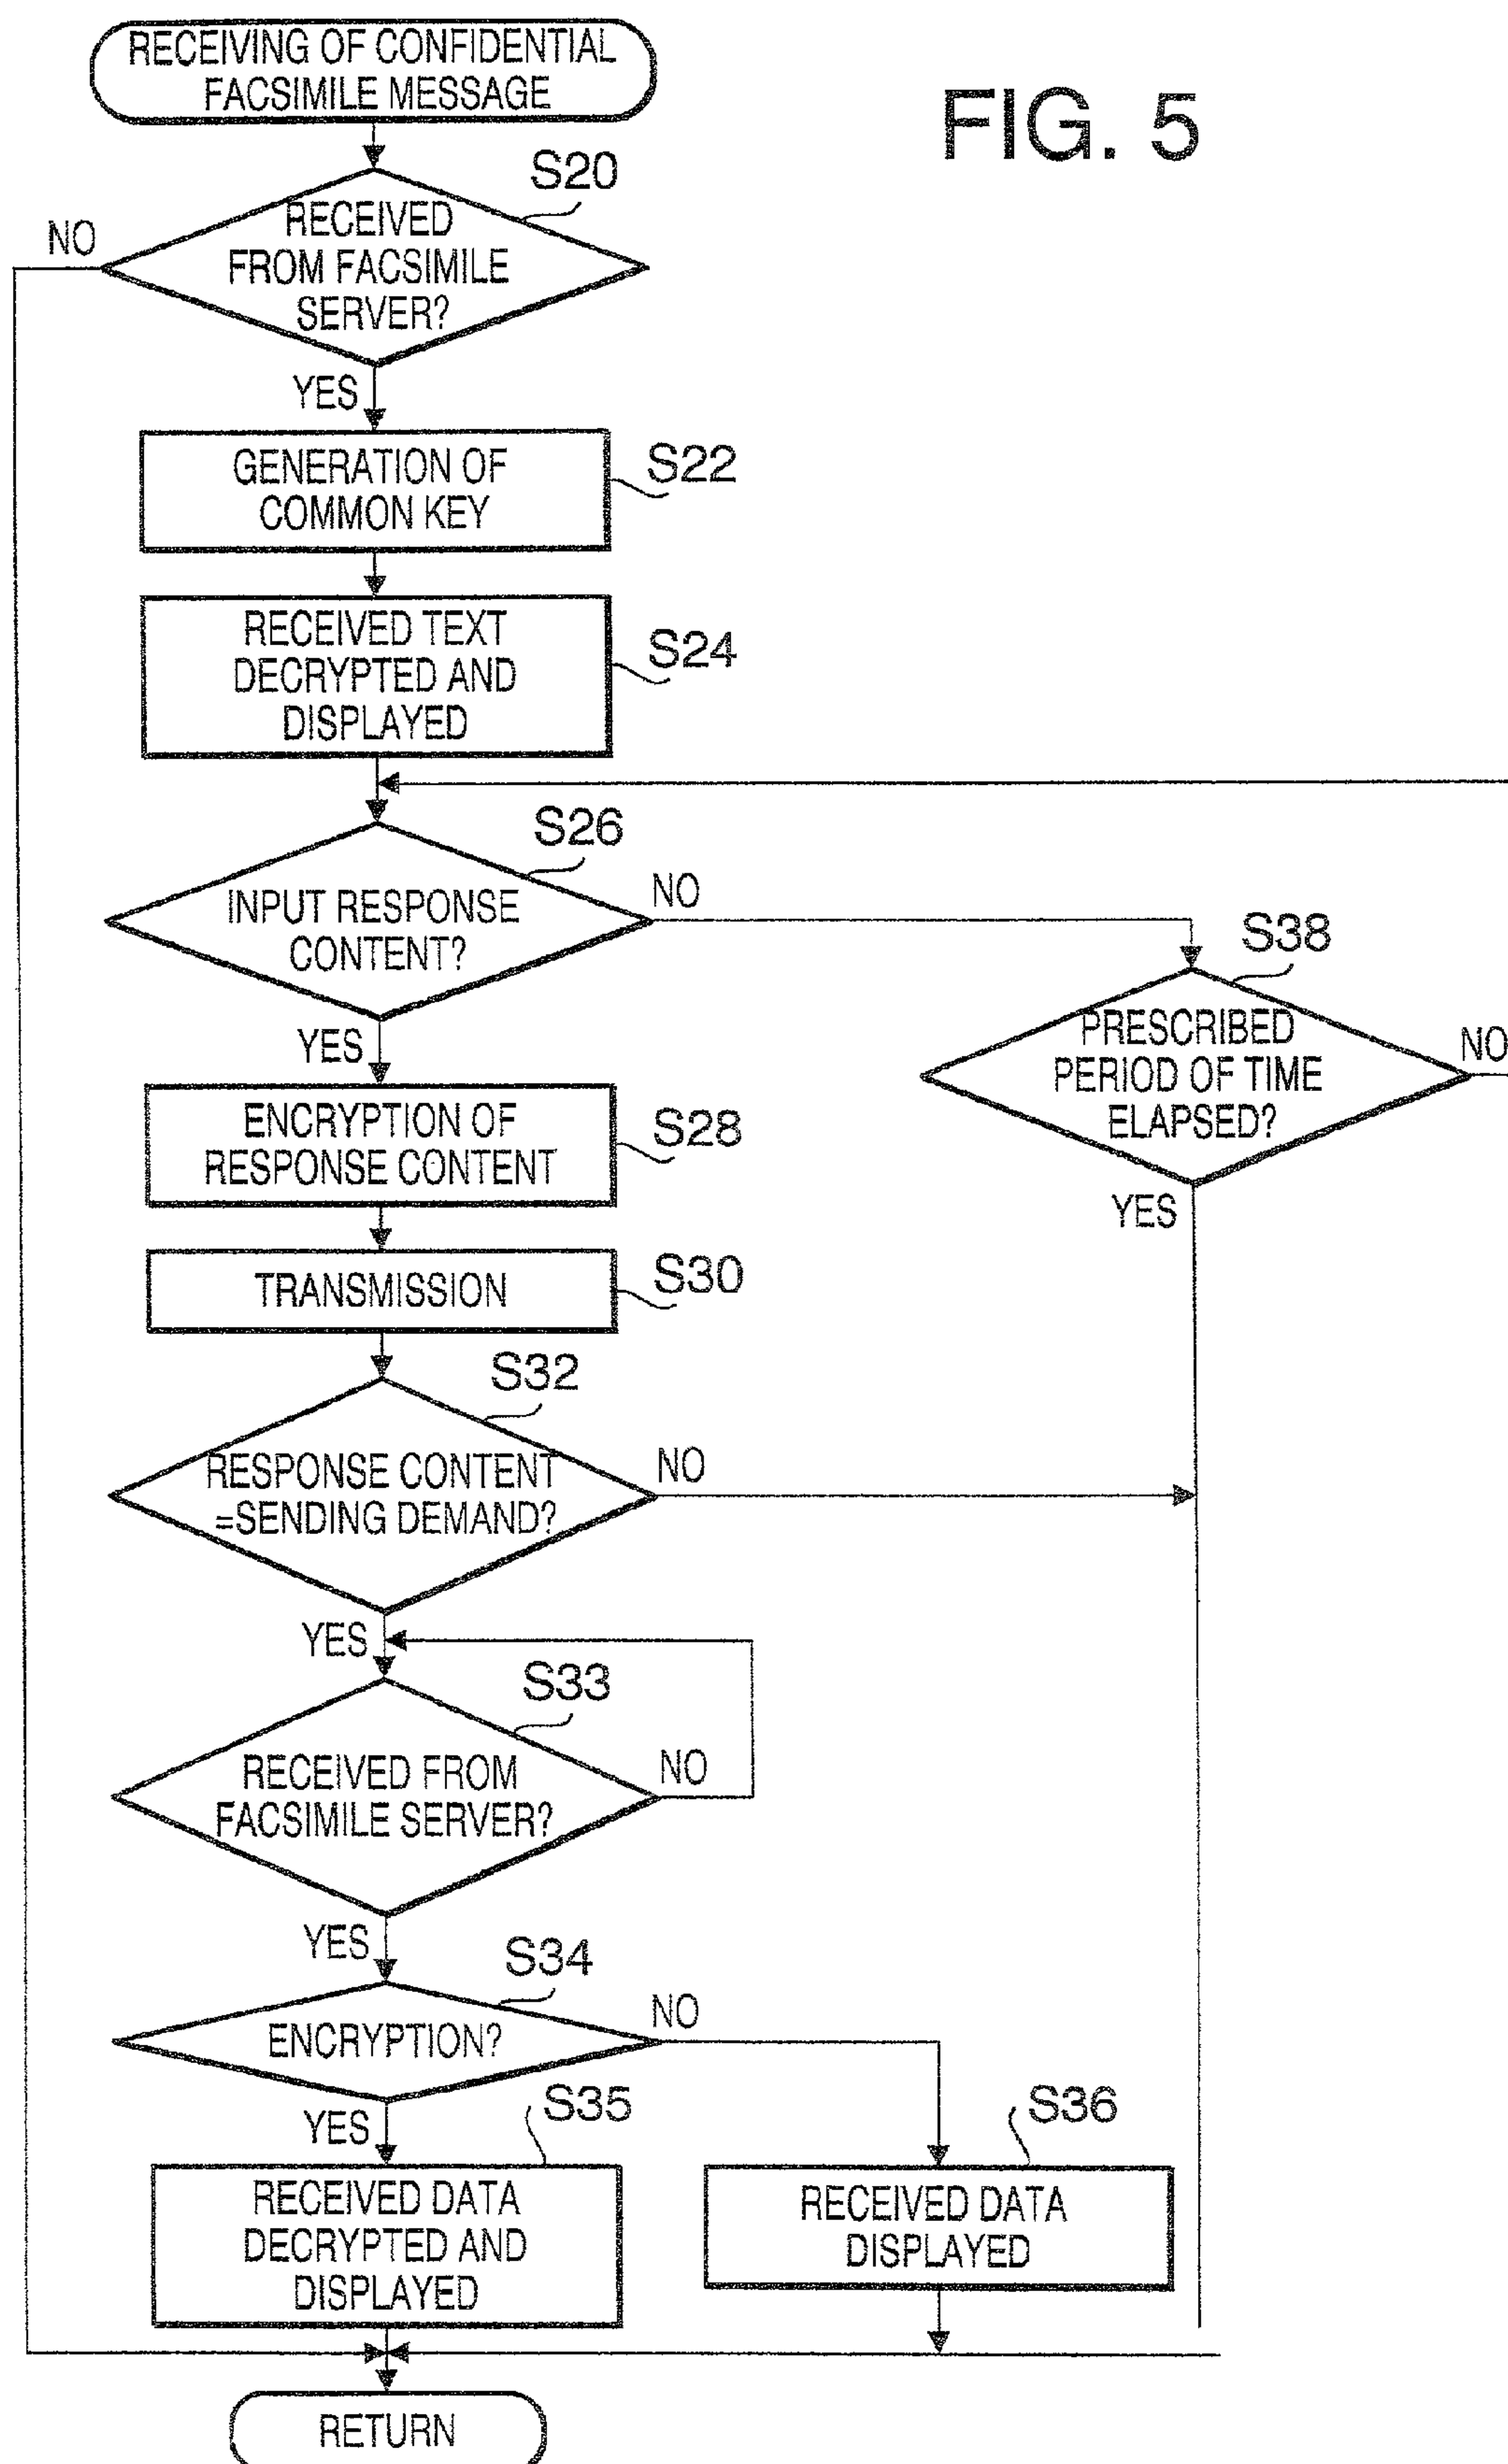 RECEIVING OF CONFIDENTIAL
FACSIMILE MESSAGE
FIG. 5
S20
RECEIVED
FROM FACSIMILE
SERVER?
NO
YES
GENERATION OF
COMMON KEY
S22
RECEIVED TEXT
DECRYPTED AND
DISPLAYED
S24
S26
INPUT RESPONSE
CONTENT?
NO
YES
S38
PRESCRIBED
PERIOD OF TIME
ELAPSED?
NO
YES
ENCRYPTION OF
RESPONSE CONTENT
S28
TRANSMISSION
S30
S32
RESPONSE CONTENT
=SENDING DEMAND?
NO
YES
S33
RECEIVED FROM
FACSIMILE SERVER?
NO
YES
S34
ENCRYPTION?
NO
YES
S35
RECEIVED DATA
DECRYPTED AND
DISPLAYED
S36
RECEIVED DATA
DISPLAYED
RETURN